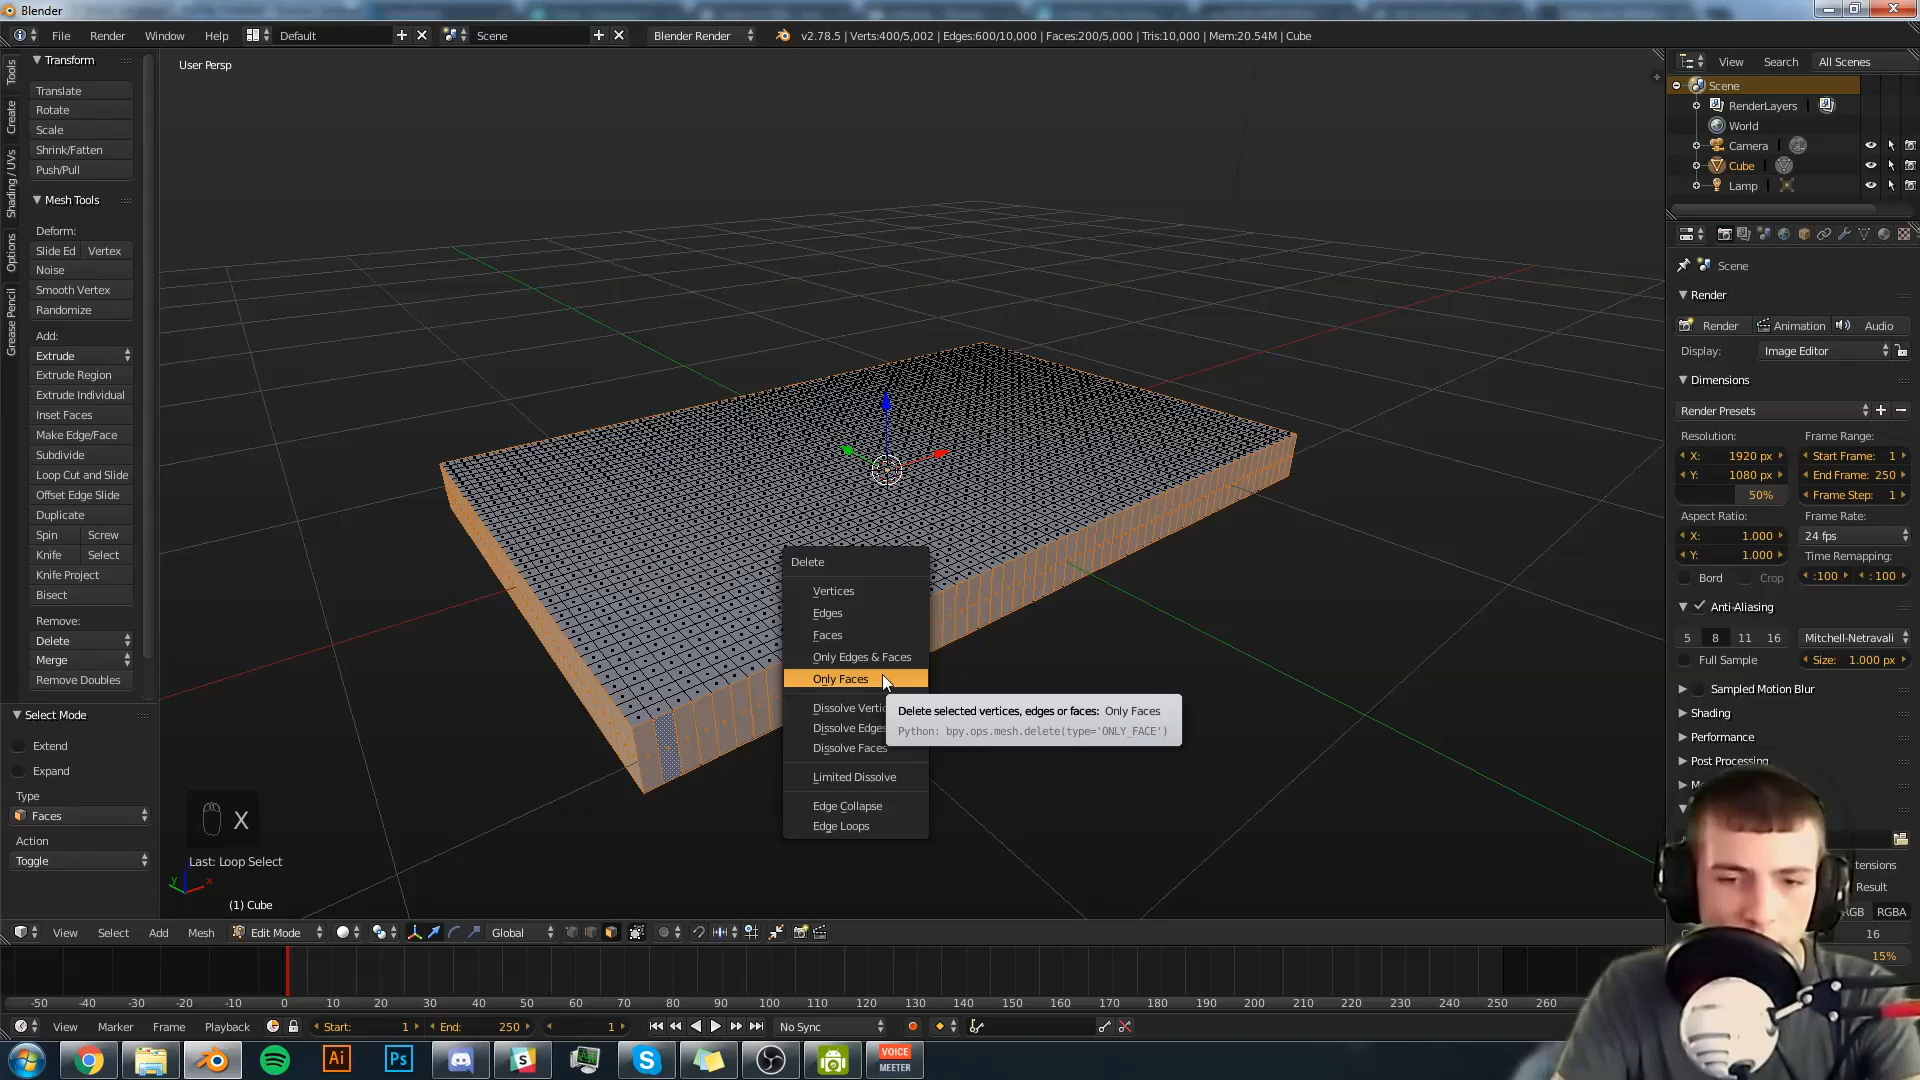 Blender
File Render Window Help Default Scene Blender Render v2.78.5 | Verts:400/5,002 | Edges:600/10,000 | Faces:200/5,000 | Tris:10,000 | Mem:20.54M | Cube
Tools
Create
Shading / UVs
Options
Grease Pencil
Transform
Translate
Rotate
Scale
Shrink/Fatten
Push/Pull
Mesh Tools
Deform:
Slide Ed Vertex
Noise
Smooth Vertex
Randomize
Add:
Extrude
Extrude Region
Extrude Individual
Inset Faces
Make Edge/Face
Subdivide
Loop Cut and Slide
Offset Edge Slide
Duplicate
Spin Screw
Knife Select
Knife Project
Bisect
Remove:
Delete
Merge
Remove Doubles
Select Mode
Extend
Expand
Type
Faces
Action
Toggle
User Persp
Delete
Vertices
Edges
Faces
Only Edges & Faces
Only Faces
Dissolve Vertic
Dissolve Edges
Dissolve Faces
Limited Dissolve
Edge Collapse
Edge Loops
Delete selected vertices, edges or faces: Only Faces
Python: bpy.ops.mesh.delete(type='ONLY_FACE')
X
Last: Loop Select
y x
(1) Cube
View Search All Scenes
Scene
RenderLayers
World
Camera
Cube
Lamp
Scene
Render
Render Animation Audio
Display: Image Editor
Dimensions
Render Presets
Resolution: Frame Range:
X: 1920 px Start Frame: 1
Y: 1080 px End Frame: 250
50% Frame Step: 1
Aspect Ratio: Frame Rate:
X: 1.000 24 fps
Y: 1.000 Time Remapping:
Bord Crop :100 :100
Anti-Aliasing
5 8 11 16 Mitchell-Netravali
Full Sample Size: 1.000 px
Sampled Motion Blur
Shading
Performance
Post Processing
tensions
Result
RGB RGBA
16
15%
View Select Add Mesh Edit Mode Global
-50 -40 -30 -20 -10 0 10 20 30 40 50 60 70 80 90 100 110 120 130 140 150 160 170 180 190 200 210 220 230 240 250 260
View Marker Frame Playback Start: 1 End: 250 1 No Sync
Ai Ps S S VOICE
MEETER